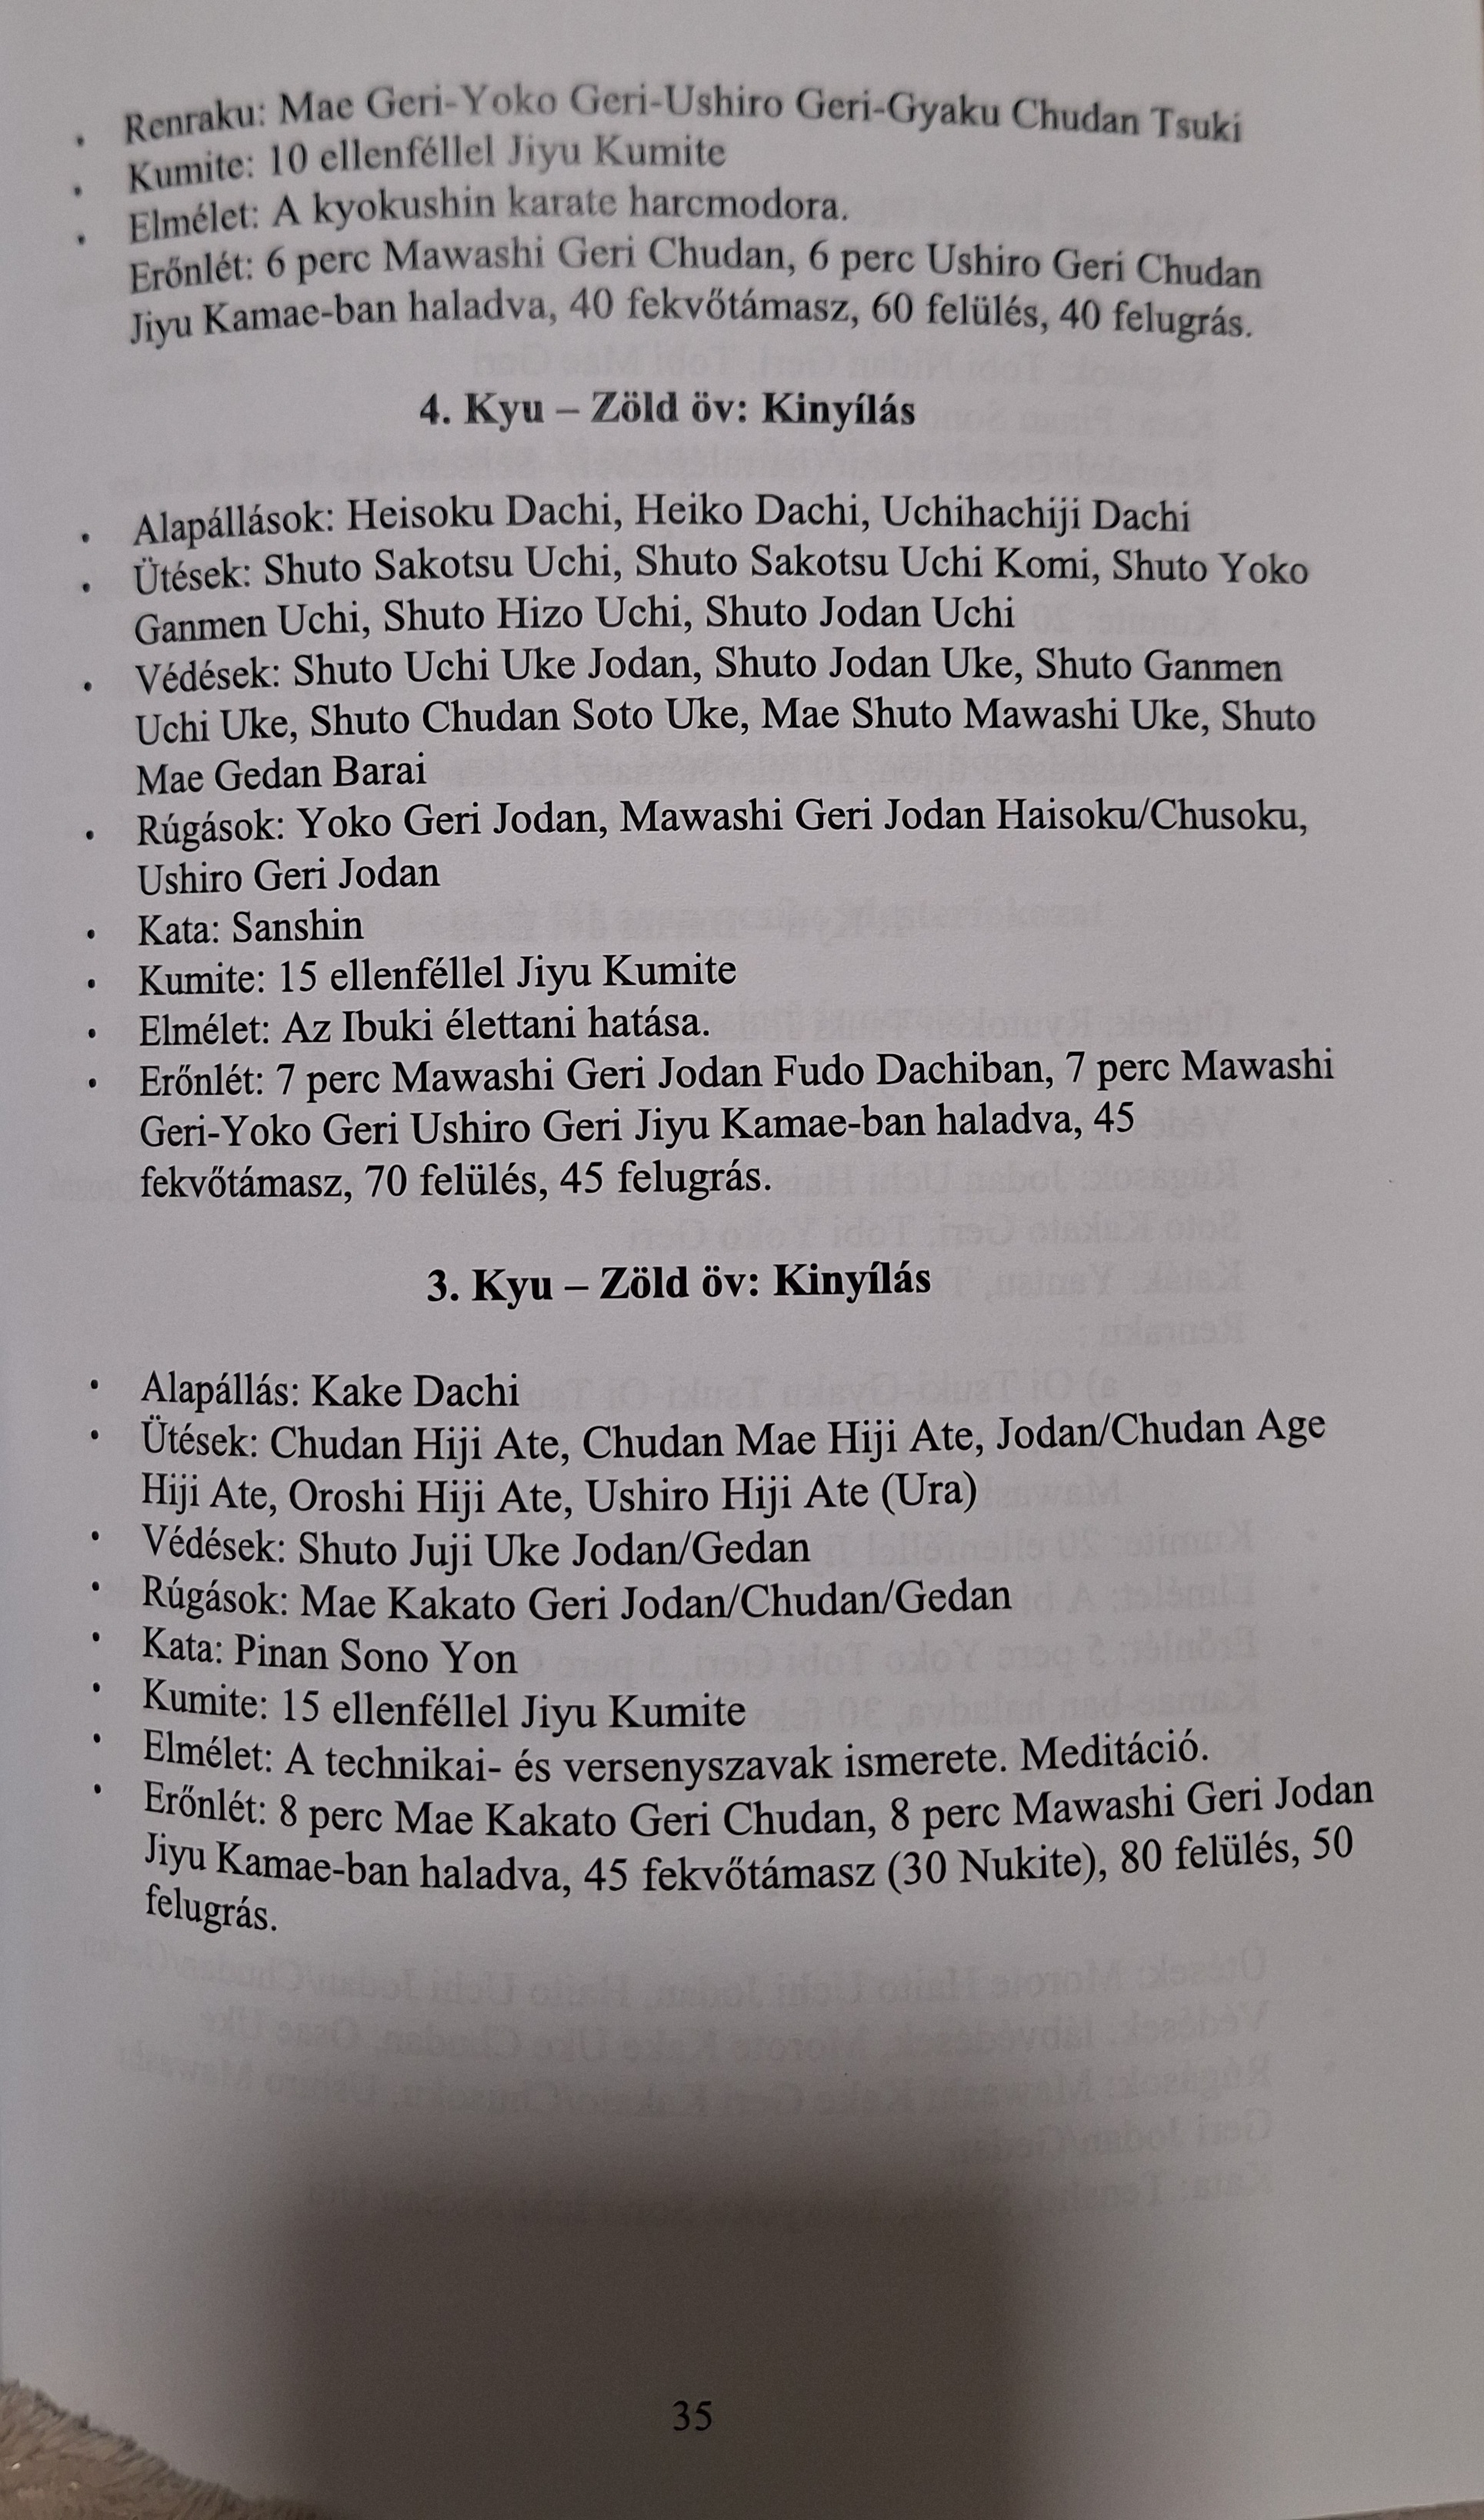 • Renraku: Mae Geri-Yoko Geri-Ushiro Geri-Gyaku Chudan Tsuki
• Kumite: 10 ellenféllel Jiyu Kumite
• Elmélet: A kyokushin karate harcmodora.
Erőnlét: 6 perc Mawashi Geri Chudan, 6 perc Ushiro Geri Chudan
Jiyu Kamae-ban haladva, 40 fekvőtámasz, 60 felülés, 40 felugrás.
4. Kyu – Zöld öv: Kinyílás
• Alapállások: Heisoku Dachi, Heiko Dachi, Uchihachiji Dachi
• Ütések: Shuto Sakotsu Uchi, Shuto Sakotsu Uchi Komi, Shuto Yoko
Ganmen Uchi, Shuto Hizo Uchi, Shuto Jodan Uchi
• Védések: Shuto Uchi Uke Jodan, Shuto Jodan Uke, Shuto Ganmen
Uchi Uke, Shuto Chudan Soto Uke, Mae Shuto Mawashi Uke, Shuto
Mae Gedan Barai
• Rúgások: Yoko Geri Jodan, Mawashi Geri Jodan Haisoku/Chusoku,
Ushiro Geri Jodan
• Kata: Sanshin
• Kumite: 15 ellenféllel Jiyu Kumite
• Elmélet: Az Ibuki élettani hatása.
• Erőnlét: 7 perc Mawashi Geri Jodan Fudo Dachiban, 7 perc Mawashi
Geri-Yoko Geri Ushiro Geri Jiyu Kamae-ban haladva, 45
fekvőtámasz, 70 felülés, 45 felugrás.
3. Kyu – Zöld öv: Kinyílás
• Alapállás: Kake Dachi
• Ütések: Chudan Hiji Ate, Chudan Mae Hiji Ate, Jodan/Chudan Age
Hiji Ate, Oroshi Hiji Ate, Ushiro Hiji Ate (Ura)
• Védések: Shuto Juji Uke Jodan/Gedan
• Rúgások: Mae Kakato Geri Jodan/Chudan/Gedan
• Kata: Pinan Sono Yon
• Kumite: 15 ellenféllel Jiyu Kumite
• Elmélet: A technikai- és versenyszavak ismerete. Meditáció.
• Erőnlét: 8 perc Mae Kakato Geri Chudan, 8 perc Mawashi Geri Jodan
Jiyu Kamae-ban haladva, 45 fekvőtámasz (30 Nukite), 80 felülés, 50
felugrás.
35